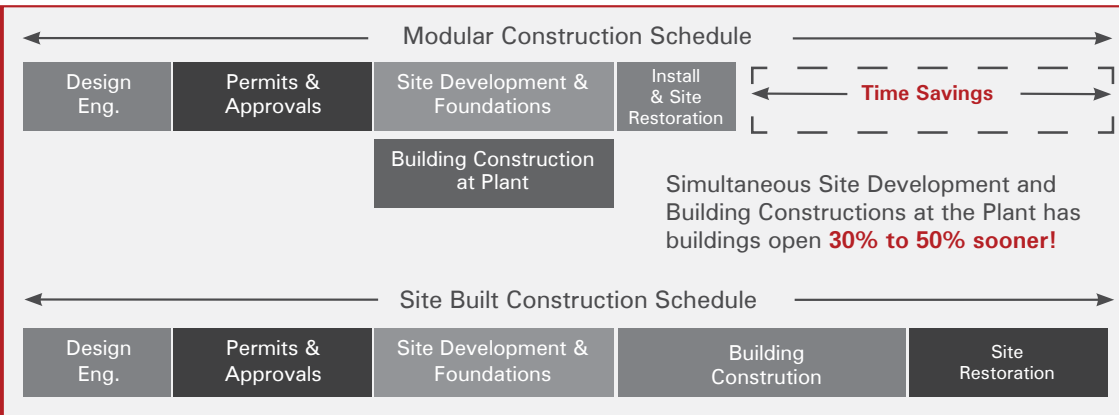 Modular Construction Schedule
Design
Eng.
Permits &
Approvals
Site Development &
Foundations
Install
& Site
Restoration
Time Savings
Building Construction
at Plant
Simultaneous Site Development and
Building Constructions at the Plant has
buildings open 30% to 50% sooner!
Site Built Construction Schedule
Design
Eng.
Permits &
Approvals
Site Development &
Foundations
Building
Constrution
Site
Restoration